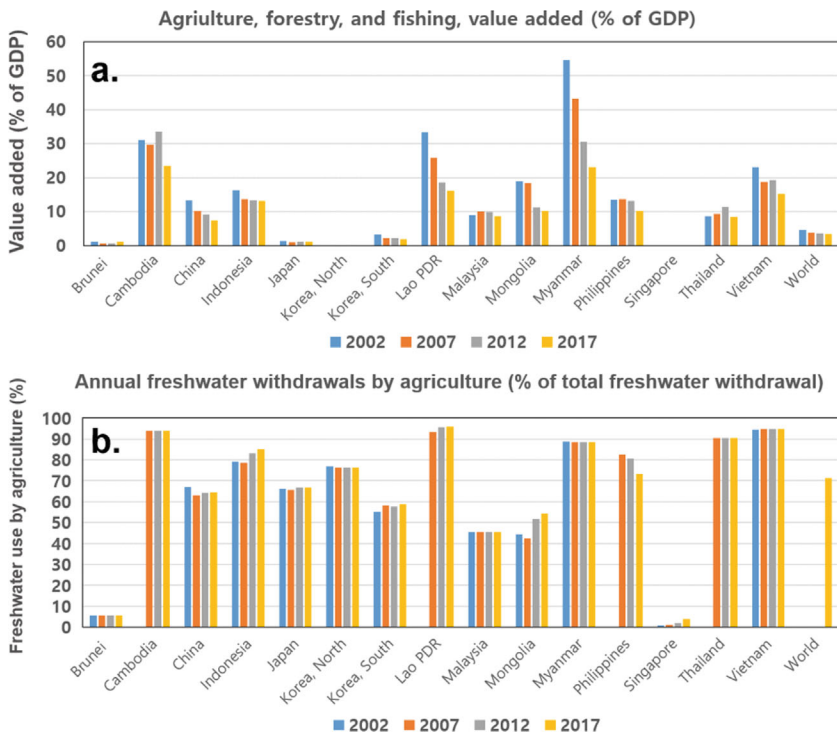 Agriulture, forestry, and fishing, value added (% of GDP)
a.
Value added (% of GDP)
60
50
40
30
20
10
0
Brunei
Cambodia
China
Indonesia
Japan
Korea, North
Korea, South
Lao PDR
Malaysia
Mongolia
Myanmar
Philippines
Singapore
Thailand
Vietnam
World
2002 2007 2012 2017
Annual freshwater withdrawals by agriculture (% of total freshwater withdrawal)
b.
Freshwater use by agriculture (%)
100
90
80
70
60
50
40
30
20
10
0
Brunei
Cambodia
China
Indonesia
Japan
Korea, North
Korea, South
Lao PDR
Malaysia
Mongolia
Myanmar
Philippines
Singapore
Thailand
Vietnam
World
2002 2007 2012 2017